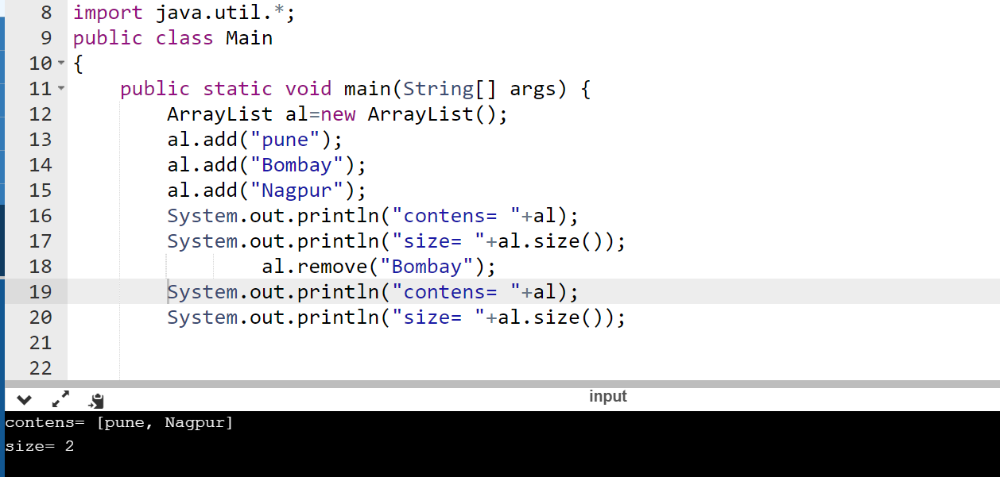 8 import java.util.*;
9 public class Main
10 {
11 public static void main(String[] args) {
12 ArrayList al=new ArrayList();
13 al.add("pune");
14 al.add("Bombay");
15 al.add("Nagpur");
16 System.out.println("contens= "+al);
17 System.out.println("size= "+al.size());
18 al.remove("Bombay");
19 System.out.println("contens= "+al);
20 System.out.println("size= "+al.size());
21
22
input
contens= [pune, Nagpur]
size= 2